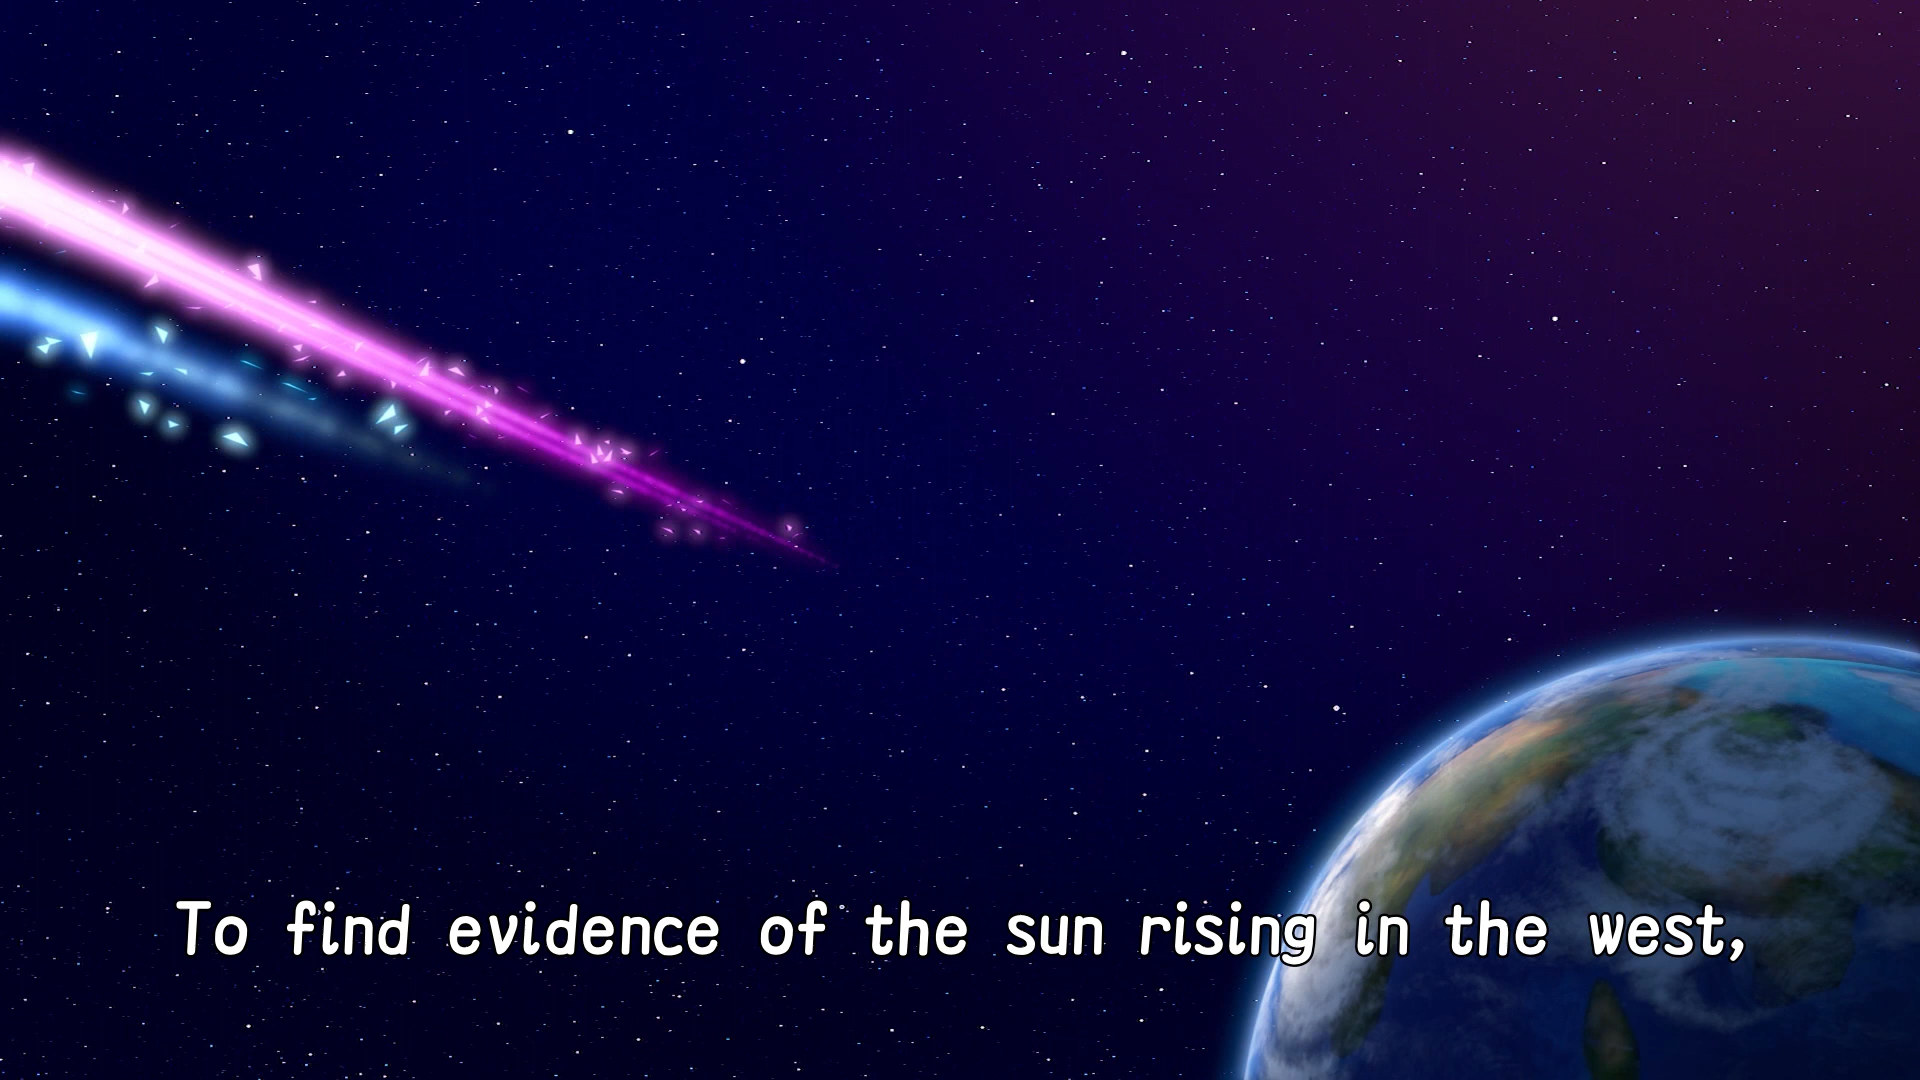 To find evidence of the sun rising in the west,